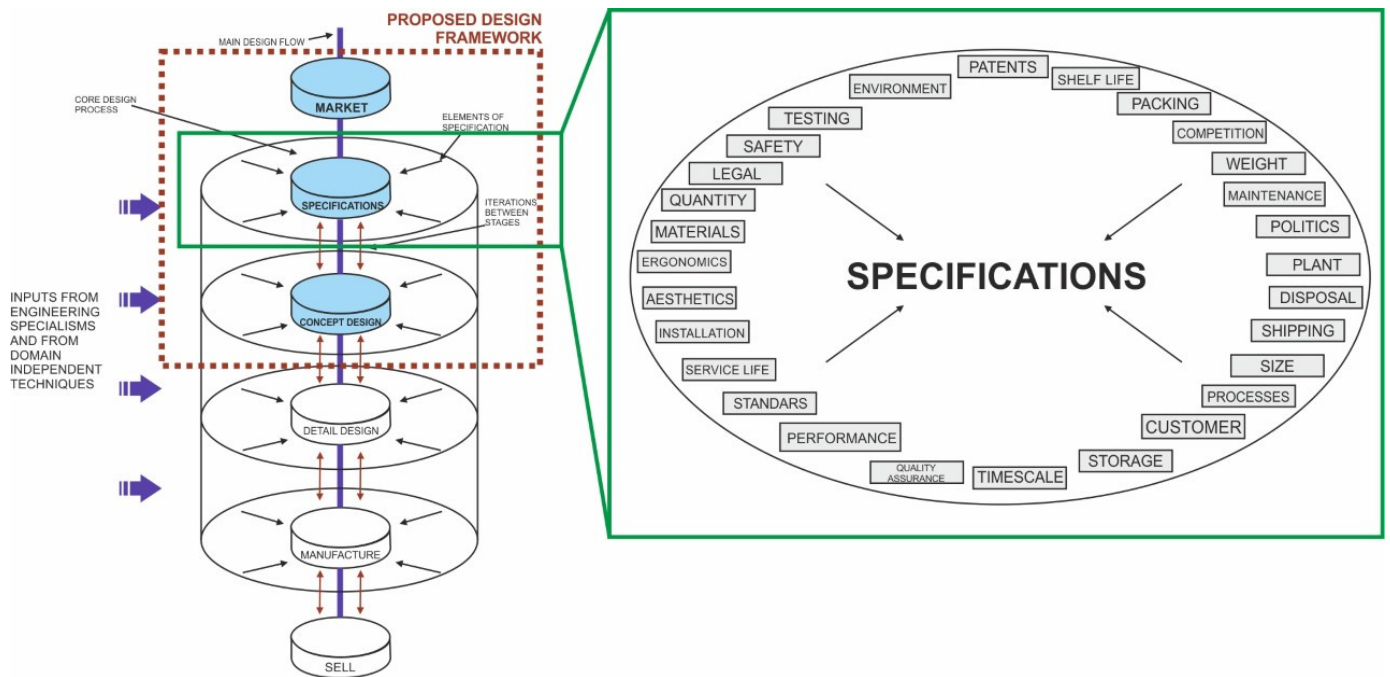 PROPOSED DESIGN
FRAMEWORK
MAIN DESIGN FLOW
MARKET
CORE DESIGN
PROCESS
ELEMENTS OF
SPECIFICATION
SPECIFICATIONS
ITERATIONS
BETWEEN
STAGES
CONCEPT DESIGN
INPUTS FROM
ENGINEERING
SPECIALISMS
AND FROM
DOMAIN
INDEPENDENT
TECHNIQUES
DETAIL DESIGN
MANUFACTURE
SELL
PATENTS
ENVIRONMENT
SHELF LIFE
PACKING
TESTING
COMPETITION
SAFETY
WEIGHT
LEGAL
MAINTENANCE
QUANTITY
POLITICS
MATERIALS
ERGONOMICS
PLANT
SPECIFICATIONS
AESTHETICS
DISPOSAL
INSTALLATION
SHIPPING
SERVICE LIFE
SIZE
STANDARS
PROCESSES
PERFORMANCE
CUSTOMER
QUALITY
ASSURANCE
TIMESCALE
STORAGE